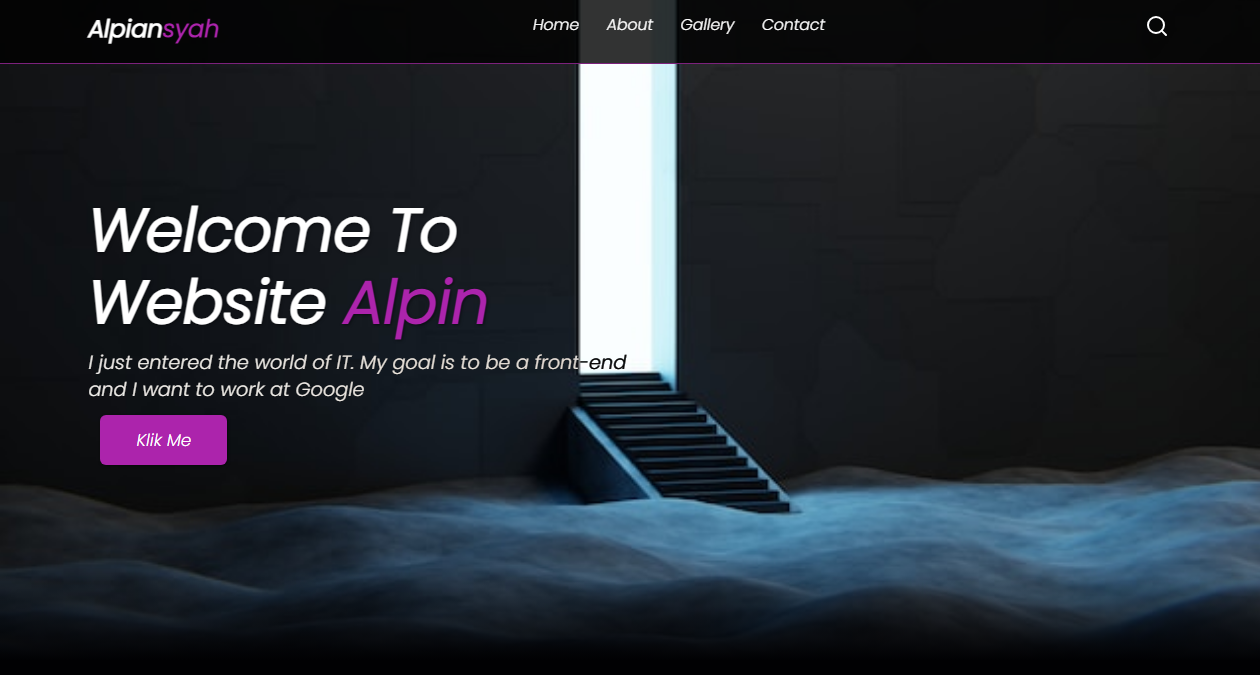 Alpiansyah
Home About Gallery Contact
Welcome To
Website Alpin
I just entered the world of IT. My goal is to be a front-end
and I want to work at Google
Klik Me